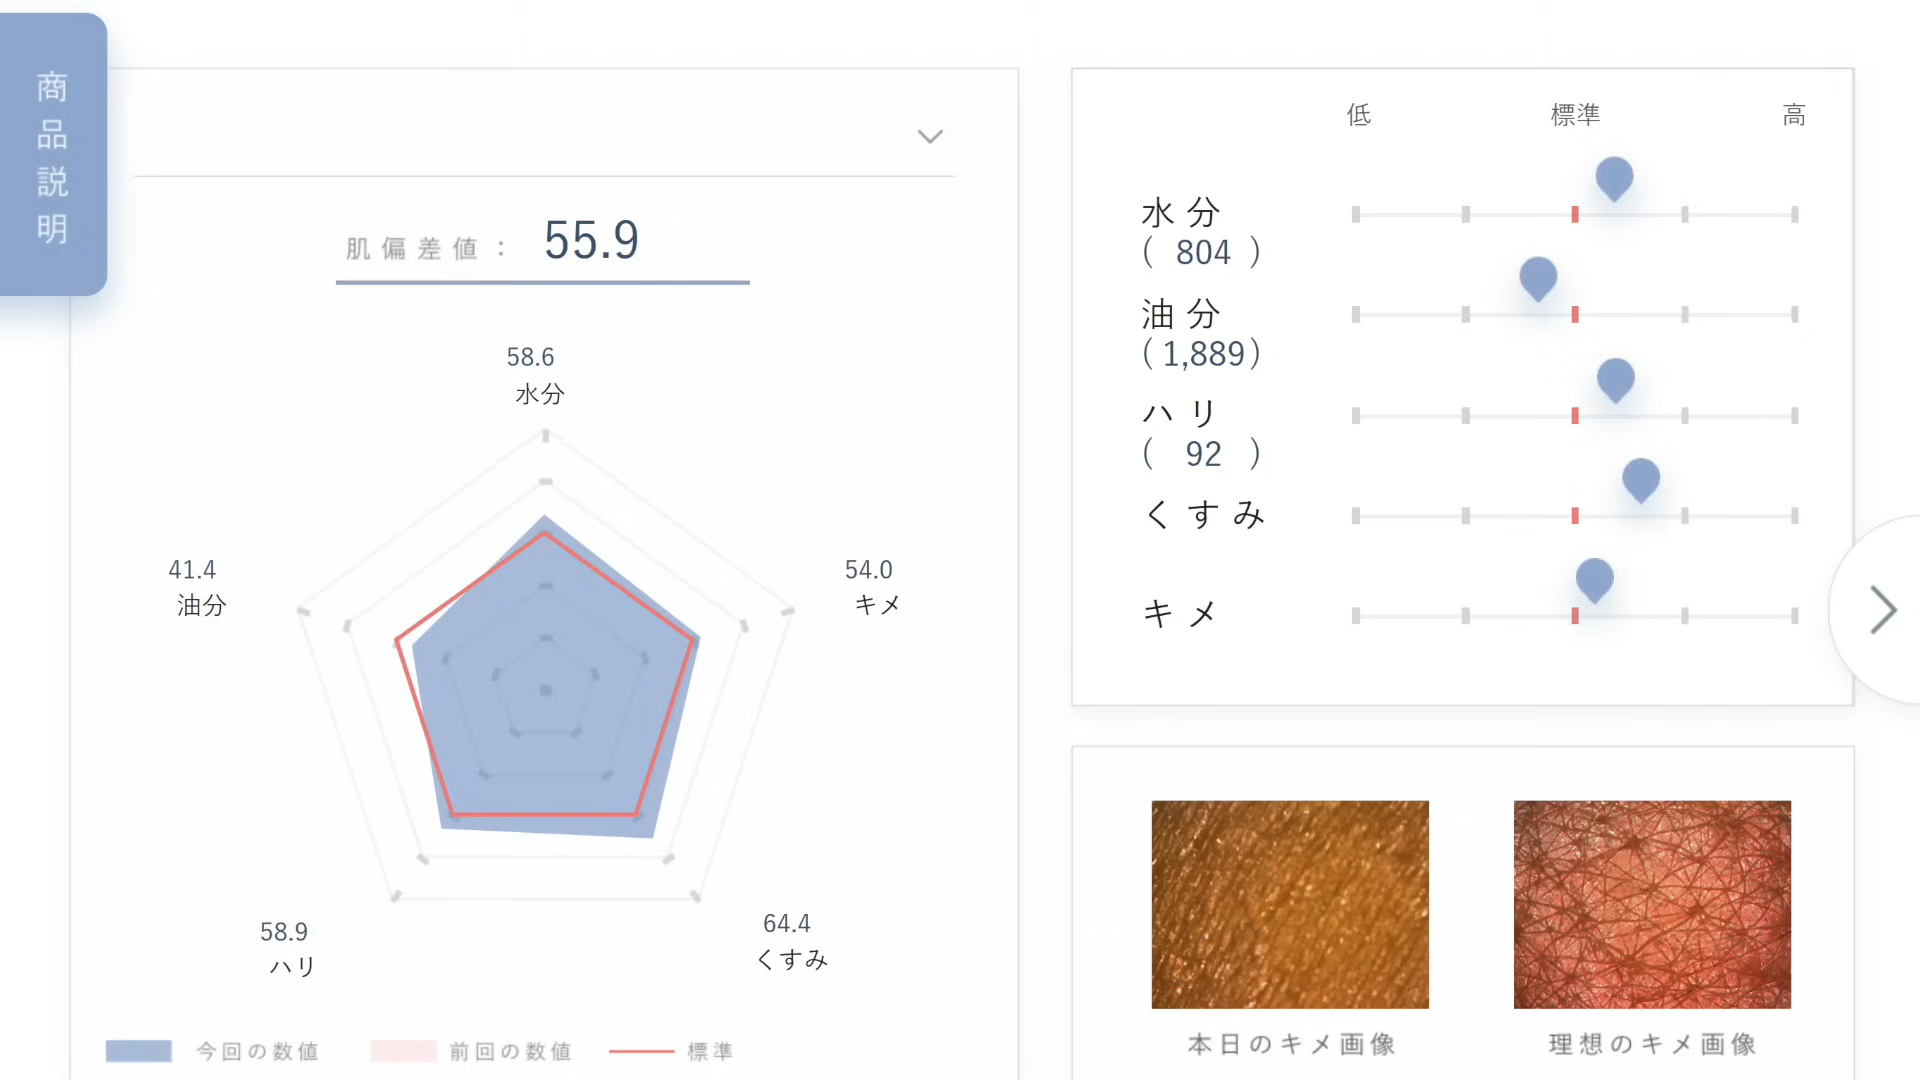 商品説明
肌偏差値： 55.9
58.6
水分
41.4
油分
54.0
キメ
58.9
ハリ
64.4
くすみ
今回の数値 前回の数値 標準
低 標準 高
水分
( 804 )
油分
(1,889)
ハリ
( 92 )
くすみ
キメ
本日のキメ画像 理想のキメ画像